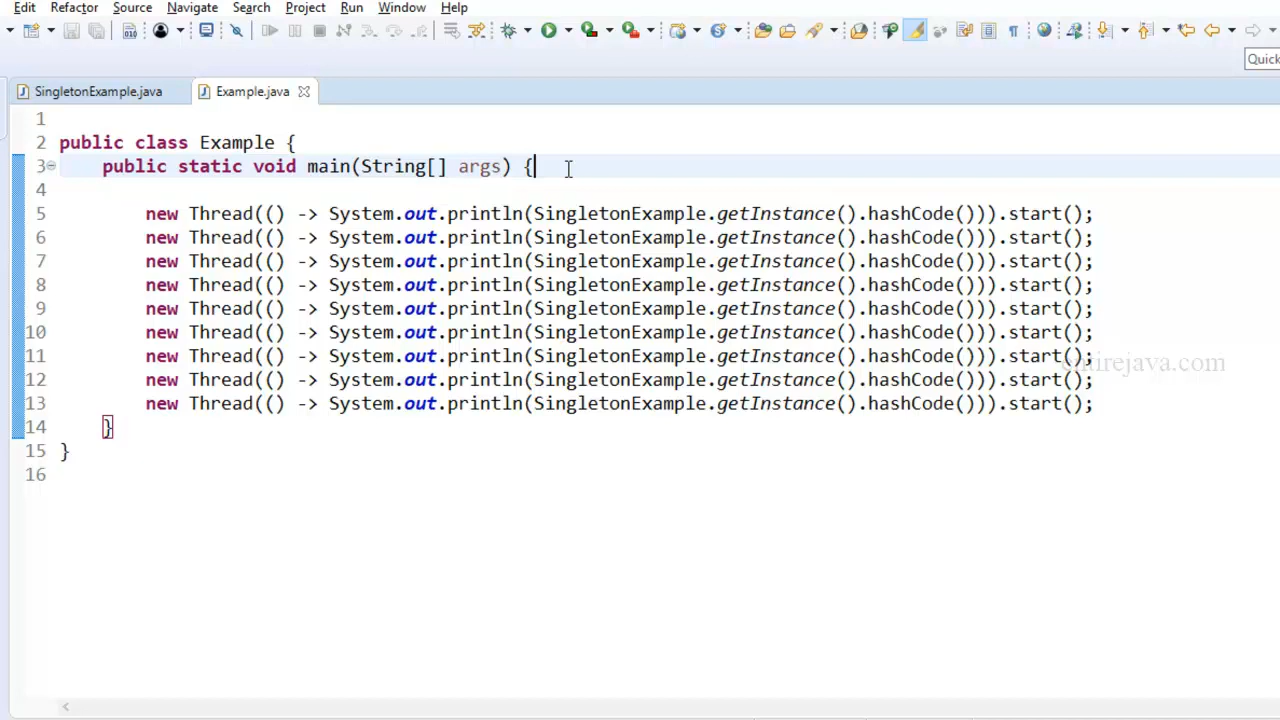 Edit Refactor Source Navigate Search Project Run Window Help
Quick
SingletonExample.java Example.java
1
2 public class Example {
3 public static void main(String[] args) {
4
5 new Thread(() -> System.out.println(SingletonExample.getInstance().hashCode())).start();
6 new Thread(() -> System.out.println(SingletonExample.getInstance().hashCode())).start();
7 new Thread(() -> System.out.println(SingletonExample.getInstance().hashCode())).start();
8 new Thread(() -> System.out.println(SingletonExample.getInstance().hashCode())).start();
9 new Thread(() -> System.out.println(SingletonExample.getInstance().hashCode())).start();
10 new Thread(() -> System.out.println(SingletonExample.getInstance().hashCode())).start();
11 new Thread(() -> System.out.println(SingletonExample.getInstance().hashCode())).start();
entirejava.com
12 new Thread(() -> System.out.println(SingletonExample.getInstance().hashCode())).start();
13 new Thread(() -> System.out.println(SingletonExample.getInstance().hashCode())).start();
14 }
15 }
16